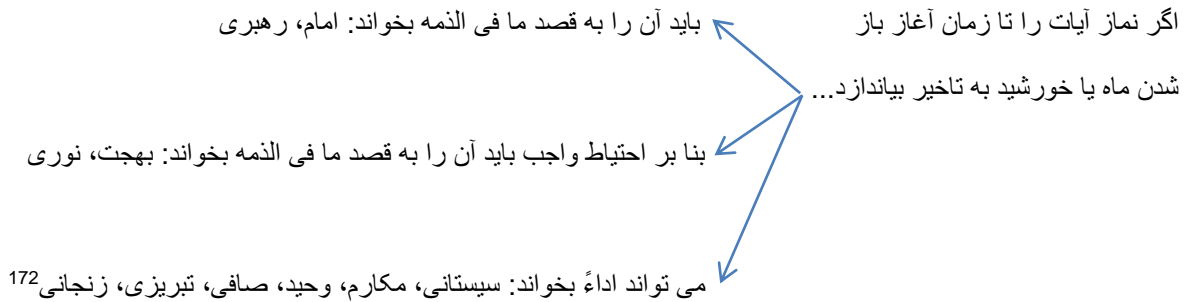 اگر نماز آیات را تا زمان آغاز باز
شدن ماه یا خورشید به تاخیر بیاندازد...
باید آن را به قصد ما فی الذمه بخواند: امام، رهبری
بنا بر احتیاط واجب باید آن را به قصد ما فی الذمه بخواند: بهجت، نوری
می تواند اداءً بخواند: سیستانی، مکارم، وحید، صافی، تبریزی، زنجانی172